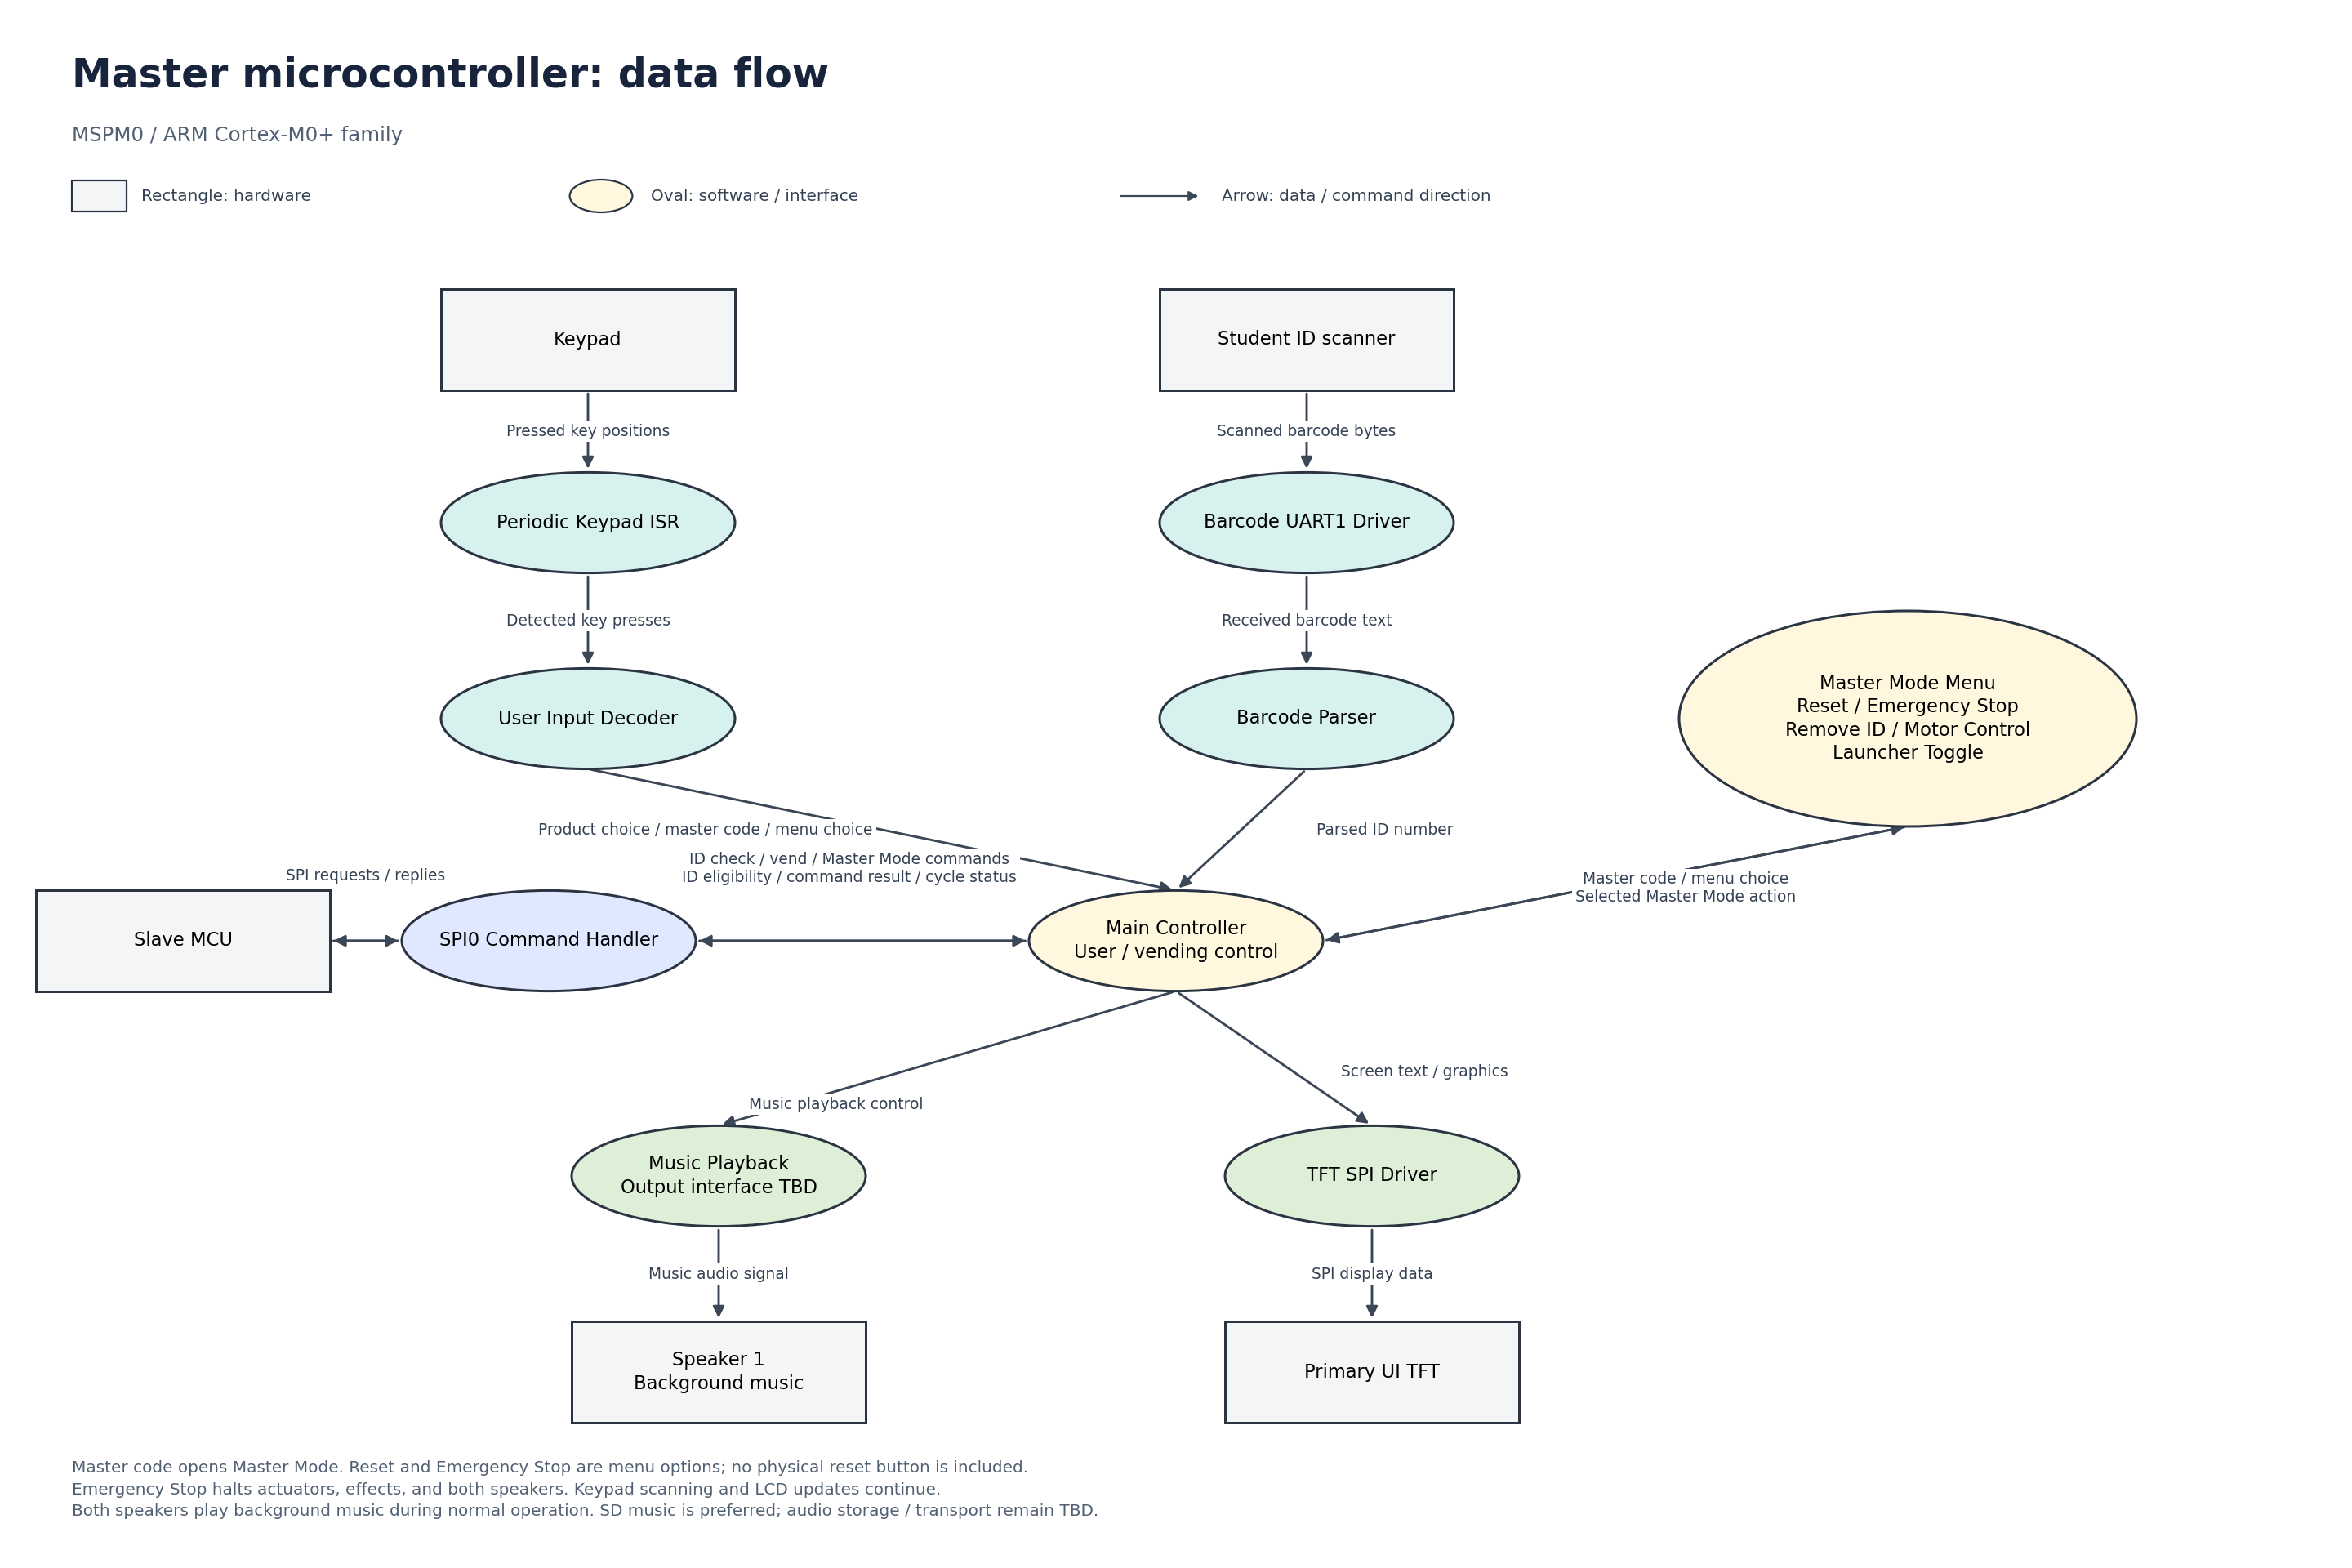 Master microcontroller: data flow
MSPM0 / ARM Cortex-M0+ family
Rectangle: hardware
Oval: software / interface
Arrow: data / command direction
Keypad
Student ID scanner
Pressed key positions
Scanned barcode bytes
Periodic Keypad ISR
Barcode UART1 Driver
Detected key presses
Received barcode text
User Input Decoder
Barcode Parser
Master Mode Menu
Reset / Emergency Stop
Remove ID / Motor Control
Launcher Toggle
Product choice / master code / menu choice
Parsed ID number
ID check / vend / Master Mode commands
ID eligibility / command result / cycle status
SPI requests / replies
Master code / menu choice
Selected Master Mode action
Slave MCU
SPI0 Command Handler
Main Controller
User / vending control
Screen text / graphics
Music playback control
Music Playback
Output interface TBD
TFT SPI Driver
Music audio signal
SPI display data
Speaker 1
Background music
Primary UI TFT
Master code opens Master Mode. Reset and Emergency Stop are menu options; no physical reset button is included.
Emergency Stop halts actuators, effects, and both speakers. Keypad scanning and LCD updates continue.
Both speakers play background music during normal operation. SD music is preferred; audio storage / transport remain TBD.